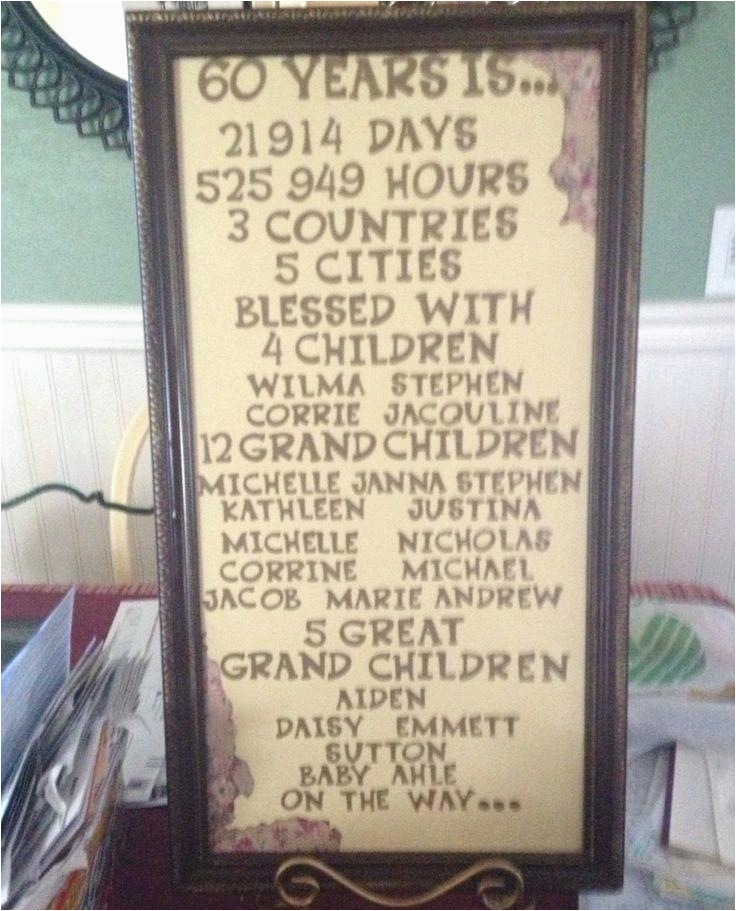 60 YEARS IS...
21914 DAYS
525 949 HOURS
3 COUNTRIES
5 CITIES
BLESSED WITH
4 CHILDREN
WILMA STEPHEN
CORRIE JACOULINE
12 GRAND CHILDREN
MICHELLE JANNA STEPHEN
KATHLEEN JUSTINA
MICHELLE NICHOLAS
CORRINE MICHAEL
JACOB MARIE ANDREW
5 GREAT
GRAND CHILDREN
AIDEN
DAISY EMMETT
SUTTON
BABY AHLE
ON THE WAY...